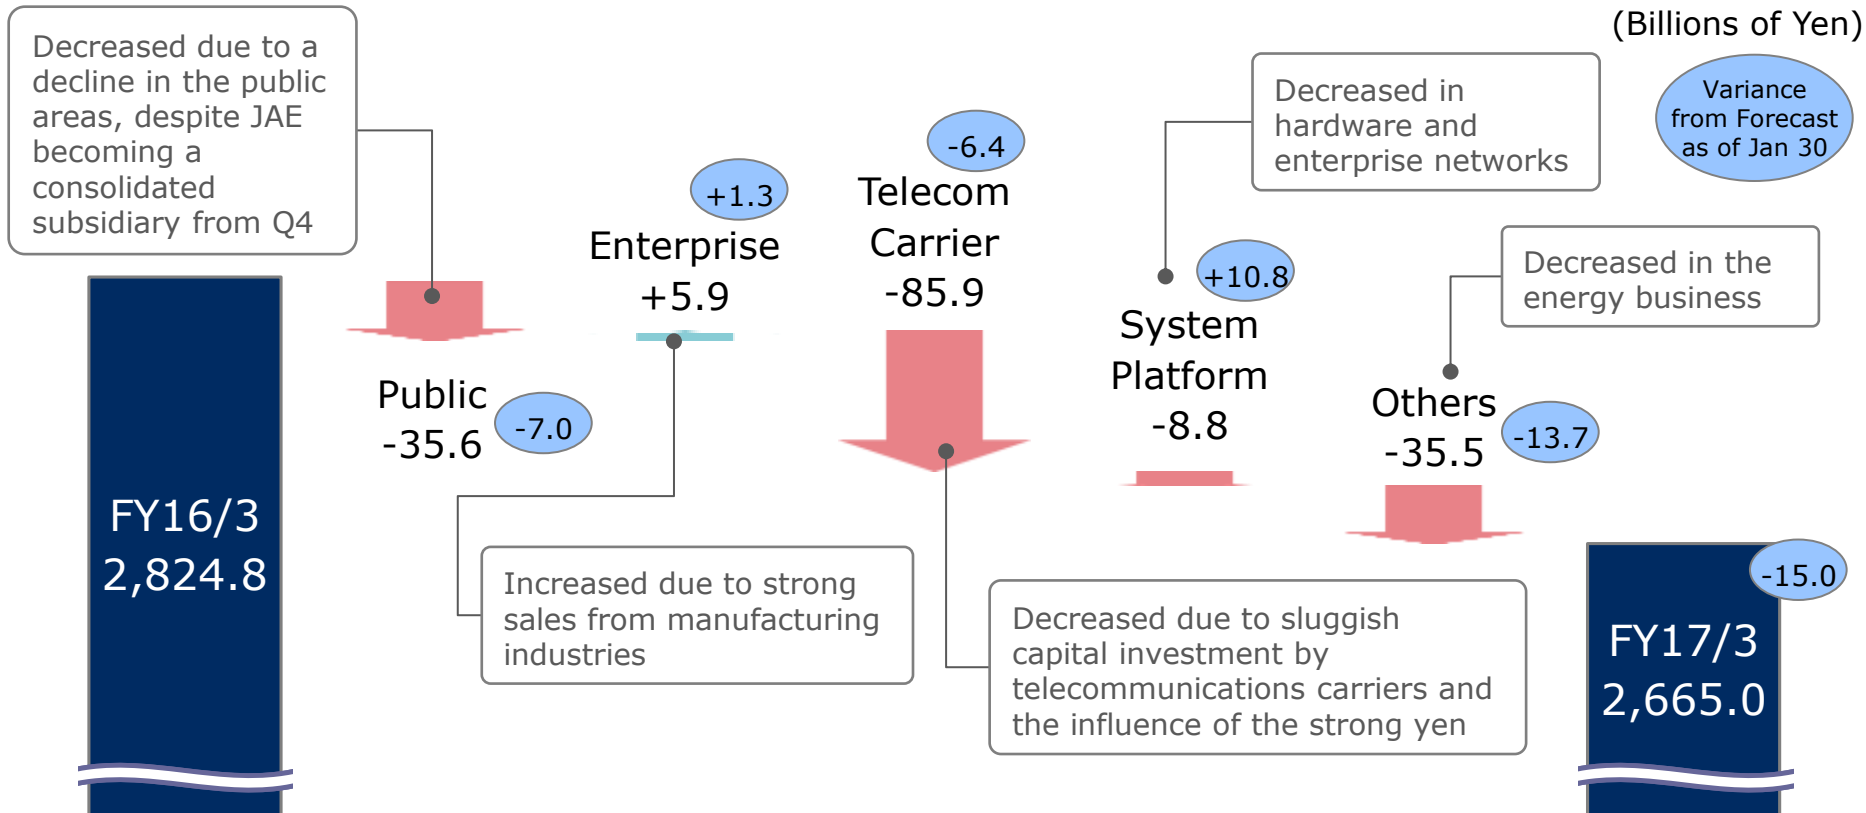 (Billions of Yen)
Variance
from Forecast
as of Jan 30
Decreased due to a
decline in the public
areas, despite JAE
becoming a
consolidated
subsidiary from Q4
FY16/3
2,824.8
Public
-35.6
-7.0
+1.3
Enterprise
+5.9
Increased due to strong
sales from manufacturing
industries
-6.4
Telecom
Carrier
-85.9
Decreased due to sluggish
capital investment by
telecommunications carriers and
the influence of the strong yen
Decreased in
hardware and
enterprise networks
+10.8
System
Platform
-8.8
Decreased in the
energy business
Others
-35.5
-13.7
-15.0
FY17/3
2,665.0